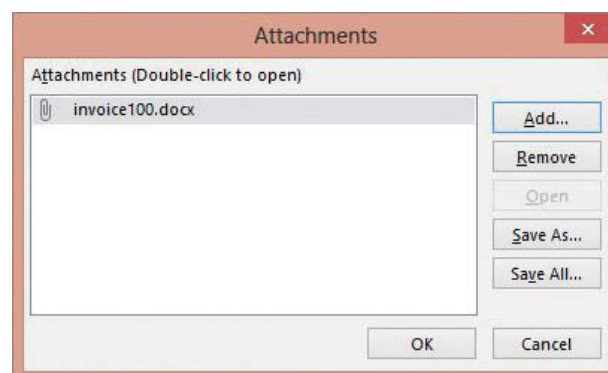 Attachments
Attachments (Double-click to open)
invoice100.docx
Add...
Remove
Open
Save As...
Save All...
OK
Cancel